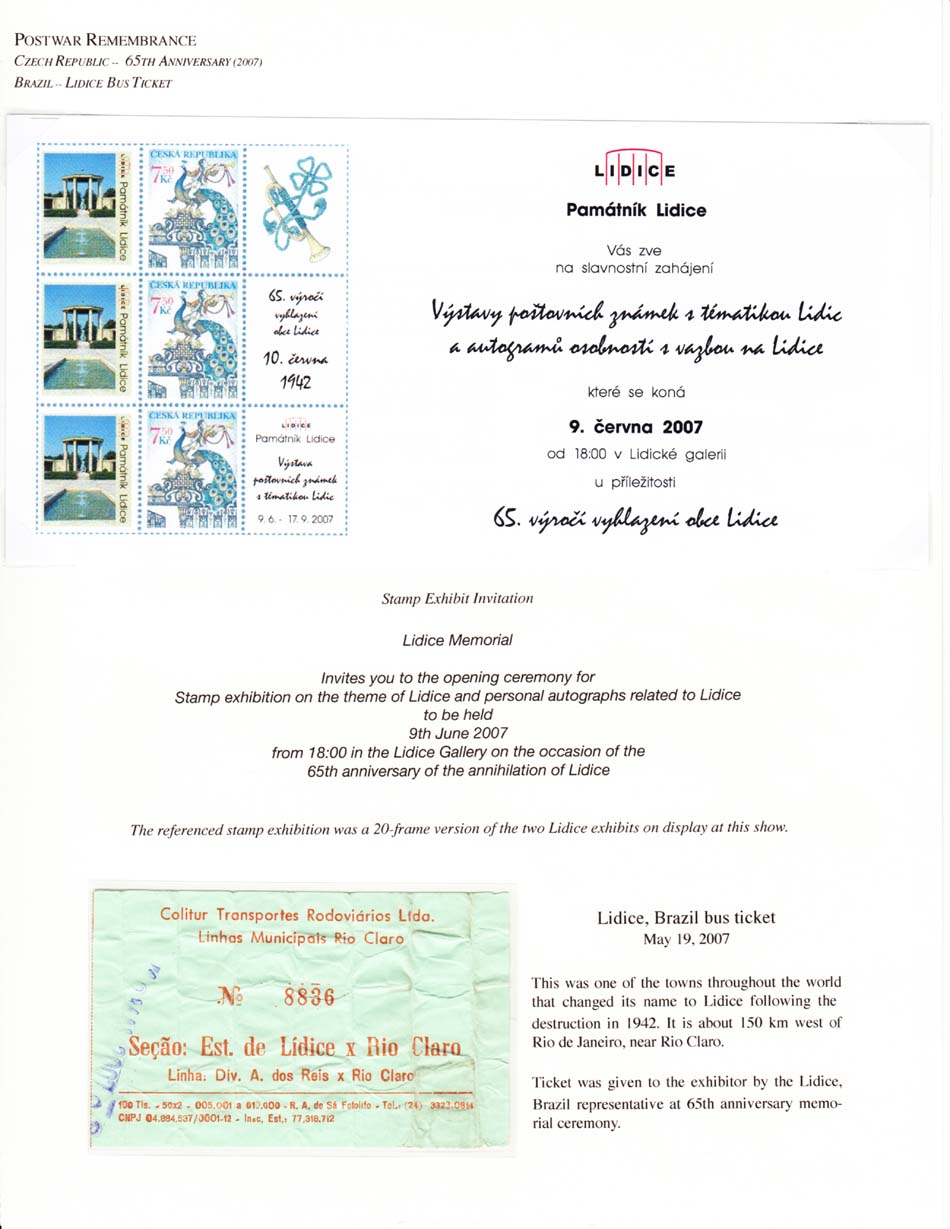 POSTWAR REMEMBRANCE
CZECH REPUBLIC -- 65TH ANNIVERSARY (2007)
BRAZIL -- LIDICE BUS TICKET
LIDICE
Památník Lidice
ČESKÁ REPUBLIKA
750
Kč
LIDICE
Památník Lidice
ČESKÁ REPUBLIKA
750
Kč
65. výročí
vyhlazení
obce Lidice
10. června
1942
LIDICE
Památník Lidice
ČESKÁ REPUBLIKA
750
Kč
LIDICE
Památník Lidice
Výstava
poštovních známek
s tématikou Lidic
9.6. - 17.9.2007
LIDICE
Památník Lidice
Vás zve
na slavnostní zahájení
Výstavy poštovních známek s tématikou Lidic
a autogramů osobností s vazbou na Lidice
které se koná
9. června 2007
od 18:00 v Lidické galerii
u příležitosti
65. výročí vyhlazení obce Lidice
Stamp Exhibit Invitation
Lidice Memorial
Invites you to the opening ceremony for
Stamp exhibition on the theme of Lidice and personal autographs related to Lidice
to be held
9th June 2007
from 18:00 in the Lidice Gallery on the occasion of the
65th anniversary of the annihilation of Lidice
The referenced stamp exhibition was a 20-frame version of the two Lidice exhibits on display at this show.
Colitur Transportes Rodoviários Ltda.
Linhas Municipais Rio Claro
Nº 8836
Seção: Est. de Lídice x Rio Claro
Linha: Div. A. dos Reis x Rio Claro
100 Tls. - 50x2 - 005.001 a 010.000 - R. A. de Sá Fotolito - Tel.: (24) 3323.0814
CNPJ 04.884.537/0001-12 - Insc. Est.: 77.318.712
Lidice, Brazil bus ticket
May 19, 2007
This was one of the towns throughout the world
that changed its name to Lidice following the
destruction in 1942. It is about 150 km west of
Rio de Janeiro, near Rio Claro.
Ticket was given to the exhibitor by the Lidice,
Brazil representative at 65th anniversary memo-
rial ceremony.